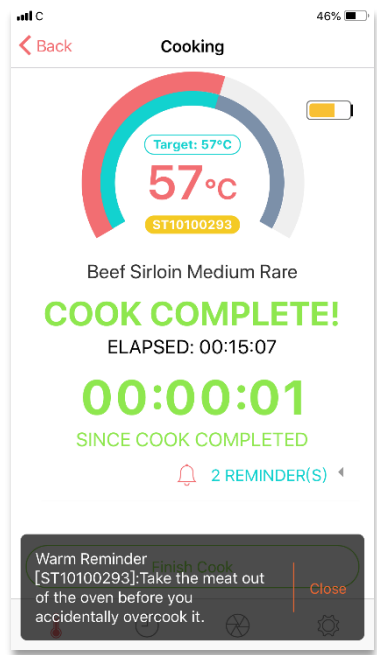 C
46%
Back
Cooking
Target: 57°C
57°C
ST10100293
Beef Sirloin Medium Rare
COOK COMPLETE!
ELAPSED: 00:15:07
00:00:01
SINCE COOK COMPLETED
2 REMINDER(S)
Finish Cook
Warm Reminder
[ST10100293]:Take the meat out
of the oven before you
accidentally overcook it.
Close